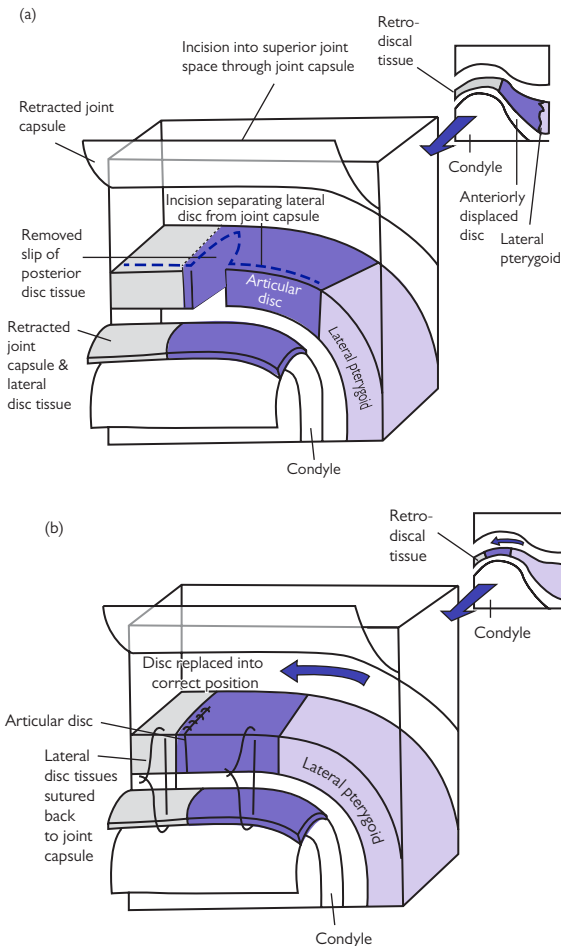 (a)
Incision into superior joint
space through joint capsule
Retro-
discal
tissue
Retracted joint
capsule
Condyle
Anteriorly
displaced
disc
Lateral
pterygoid
Incision separating lateral
disc from joint capsule
Removed
slip of
posterior
disc tissue
Articular
disc
Lateral pterygoid
Retracted
joint
capsule &
lateral
disc tissue
Condyle
(b)
Retro-
discal
tissue
Condyle
Disc replaced into
correct position
Articular disc
Lateral
disc tissues
sutured
back
to joint
capsule
Lateral pterygoid
Condyle